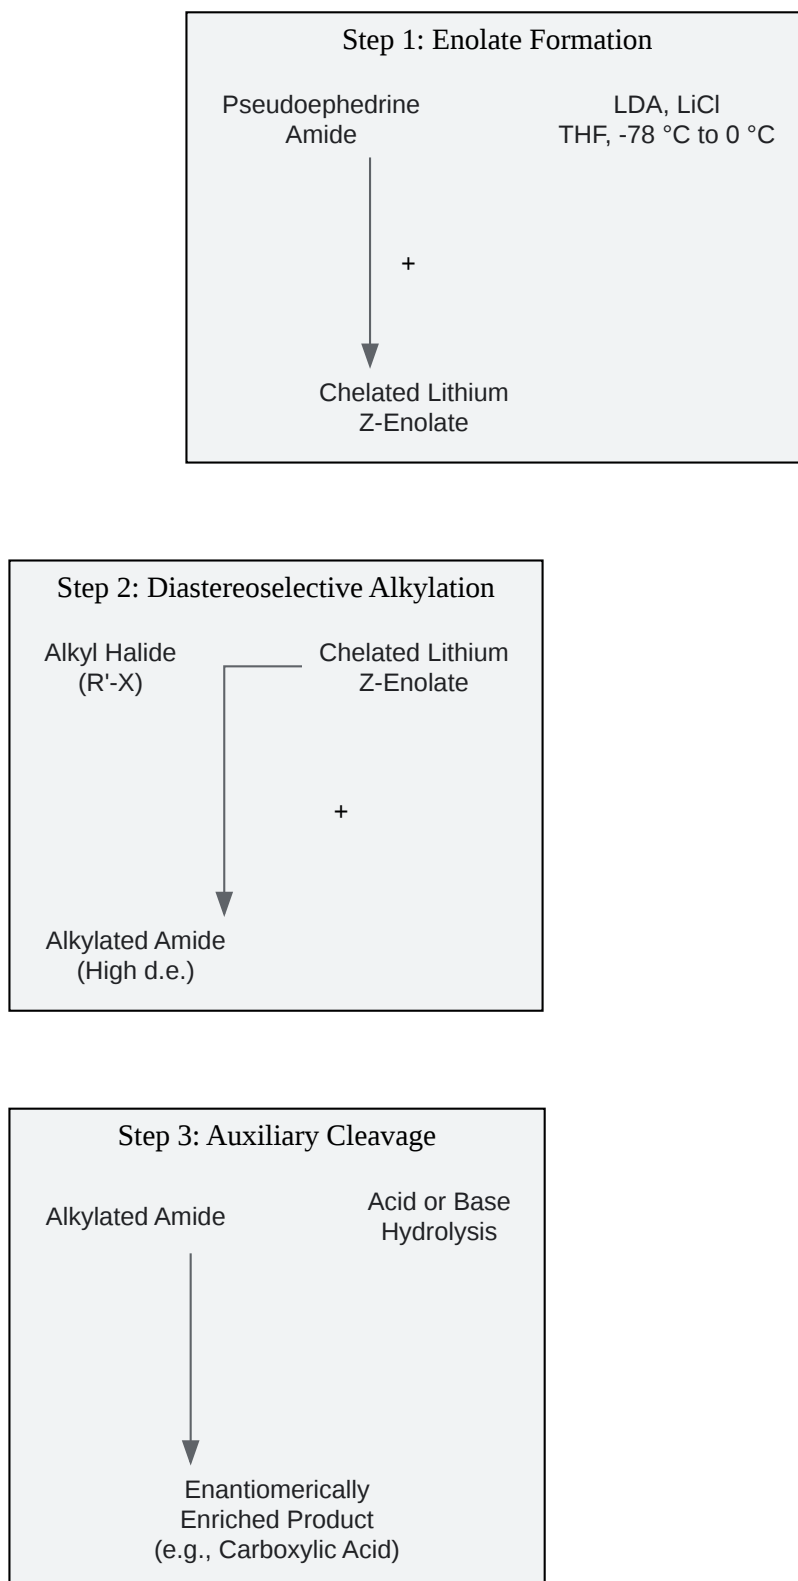 Step 1: Enolate Formation
Pseudoephedrine
Amide
LDA, LiCl
THF, -78 °C to 0 °C
+
Chelated Lithium
Z-Enolate
Step 2: Diastereoselective Alkylation
Alkyl Halide
(R'-X)
Chelated Lithium
Z-Enolate
+
Alkylated Amide
(High d.e.)
Step 3: Auxiliary Cleavage
Alkylated Amide
Acid or Base
Hydrolysis
Enantiomerically
Enriched Product
(e.g., Carboxylic Acid)